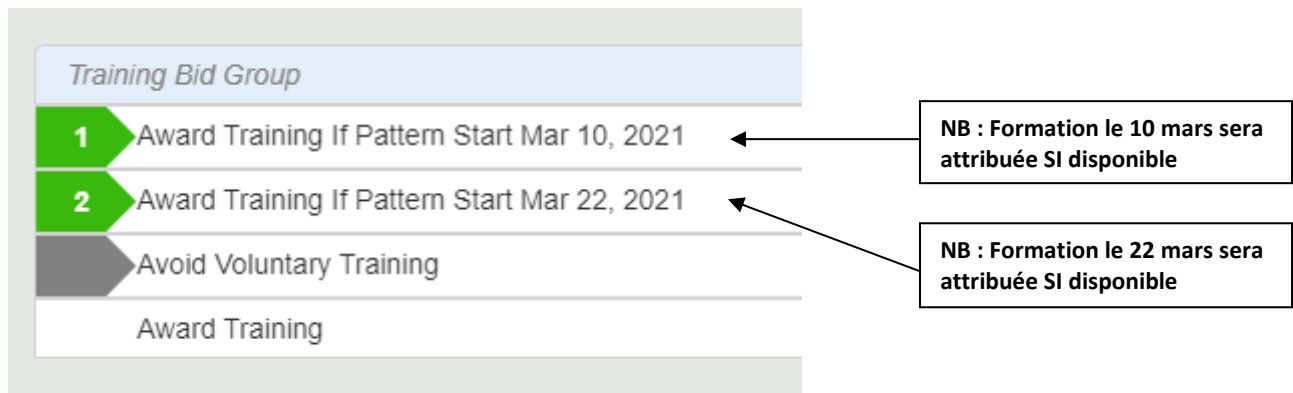 Training Bid Group
1 Award Training If Pattern Start Mar 10, 2021
2 Award Training If Pattern Start Mar 22, 2021
Avoid Voluntary Training
Award Training
NB : Formation le 10 mars sera
attribuée SI disponible
NB : Formation le 22 mars sera
attribuée SI disponible